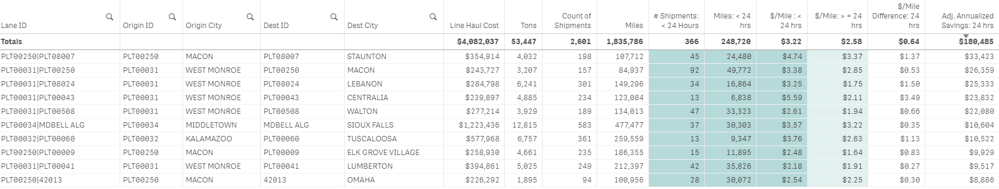 Lane ID Origin ID Origin City Dest ID Dest City Line Haul Cost Tons Count of Shipments Miles # Shipments: < 24 Hours Miles: < 24 hrs $/Mile : < 24 hrs $/Mile: > = 24 hrs $/Mile Difference: 24 hrs Adj. Annualized Savings: 24 hrs
Totals $4,082,037 53,447 2,601 1,835,786 366 248,720 $3.22 $2.58 $0.64 $180,485
PLT00250|PLT08007 PLT00250 MACON PLT08007 STAUNTON $354,914 4,032 198 107,712 45 24,480 $4.74 $3.37 $1.37 $33,423
PLT00031|PLT00250 PLT00031 WEST MONROE PLT00250 MACON $243,727 3,207 157 84,937 92 49,772 $3.38 $2.85 $0.53 $26,359
PLT00031|PLT08024 PLT00031 WEST MONROE PLT08024 LEBANON $284,798 6,241 301 149,296 34 16,864 $3.25 $1.75 $1.50 $25,333
PLT00031|PLT00043 PLT00031 WEST MONROE PLT00043 CENTRALIA $239,897 4,885 234 123,084 13 6,838 $5.59 $2.11 $3.49 $23,832
PLT00031|PLT00508 PLT00031 WEST MONROE PLT00508 WALTON $277,214 3,929 189 134,013 47 33,323 $2.61 $1.94 $0.66 $22,080
PLT00034|MDBELL ALG PLT00034 MIDDLETOWN MDBELL ALG SIOUX FALLS $1,223,436 12,815 583 477,477 37 30,303 $3.57 $3.22 $0.35 $10,604
PLT00032|PLT00060 PLT00032 KALAMAZOO PLT00060 TUSCALOOSA $577,968 6,757 361 259,559 13 9,347 $3.76 $2.63 $1.13 $10,522
PLT00250|PLT00009 PLT00250 MACON PLT00009 ELK GROVE VILLAGE $258,930 4,661 235 186,355 15 11,895 $2.48 $1.64 $0.83 $9,929
PLT00031|PLT00041 PLT00031 WEST MONROE PLT00041 LUMBERTON $394,861 5,025 249 212,397 42 35,826 $2.18 $1.91 $0.27 $9,517
PLT00250|42013 PLT00250 MACON 42013 OMAHA $226,292 1,895 94 100,956 28 30,072 $2.54 $2.25 $0.30 $8,886